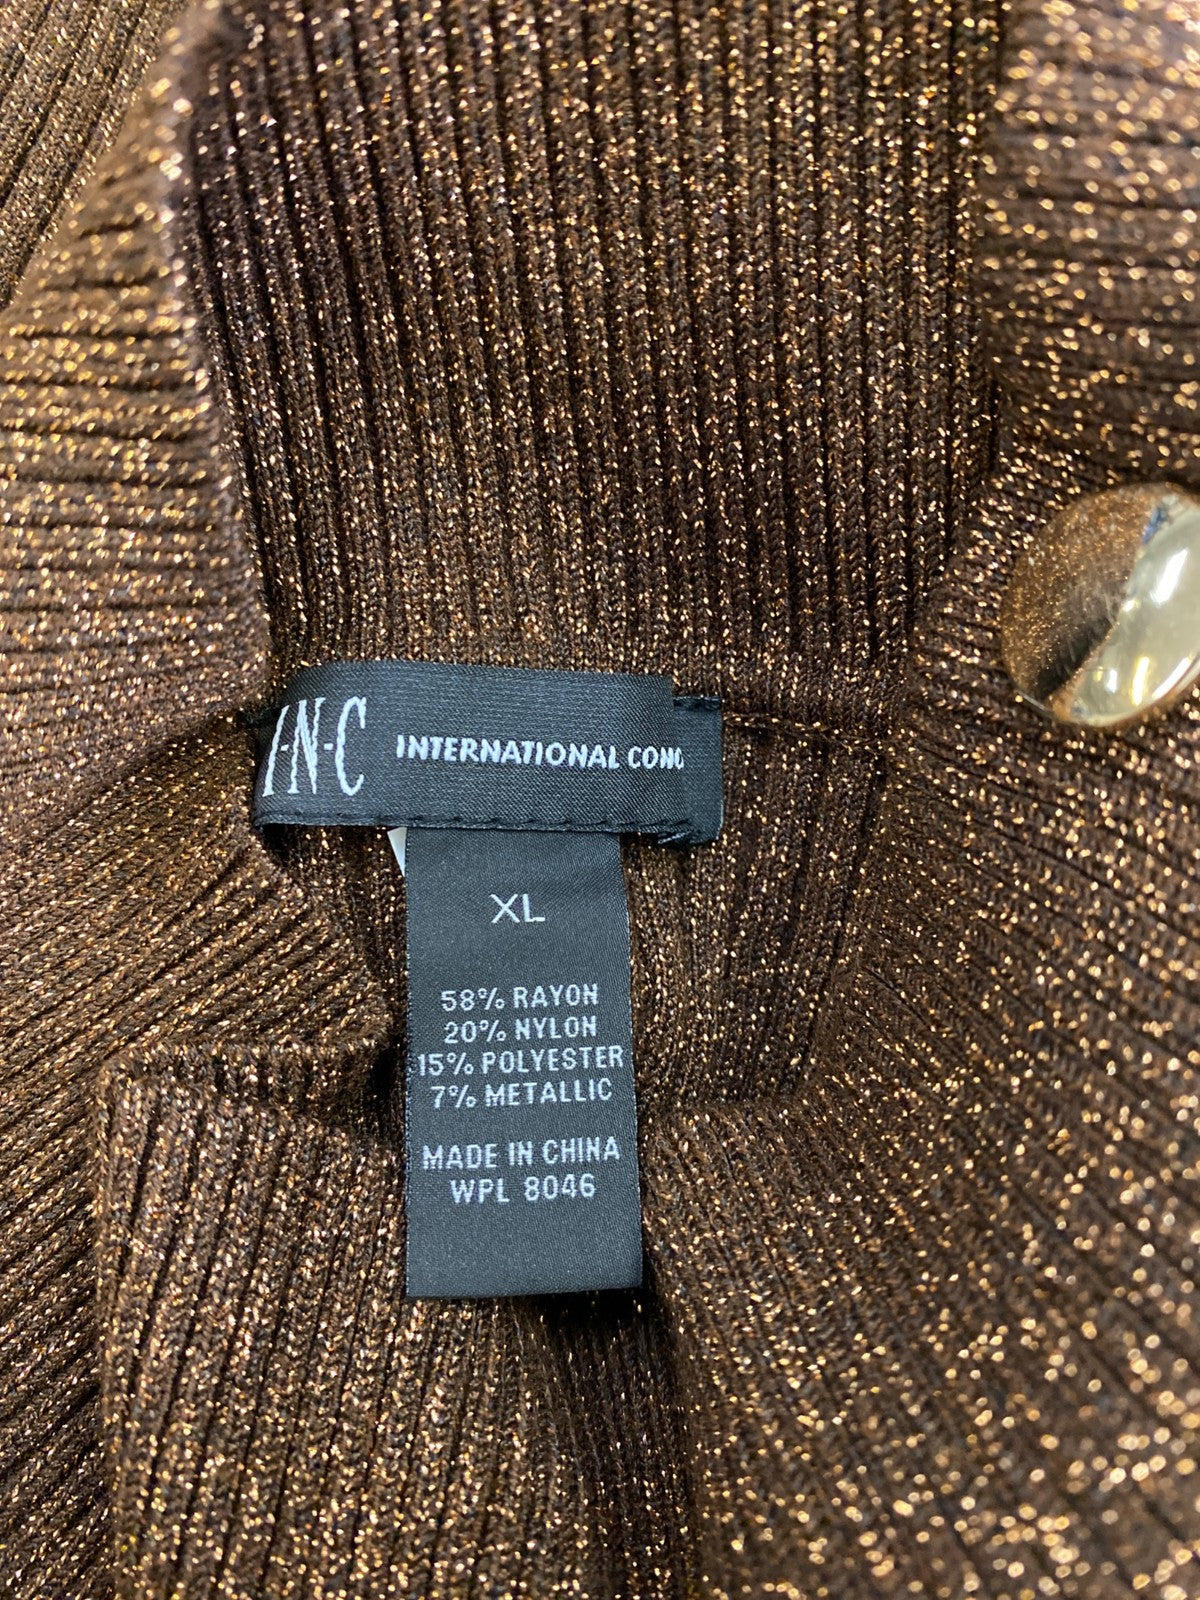 I-N-C INTERNATIONAL CONC
XL
58% RAYON
20% NYLON
15% POLYESTER
7% METALLIC
MADE IN CHINA
WPL 8046